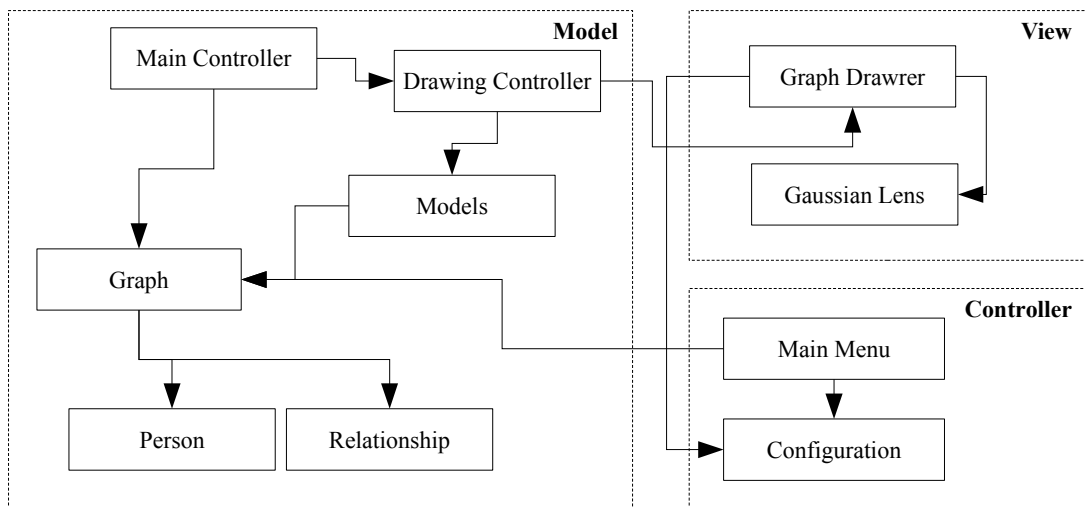 Model
Main Controller
Drawing Controller
Models
Graph
Person
Relationship
View
Graph Drawrer
Gaussian Lens
Controller
Main Menu
Configuration